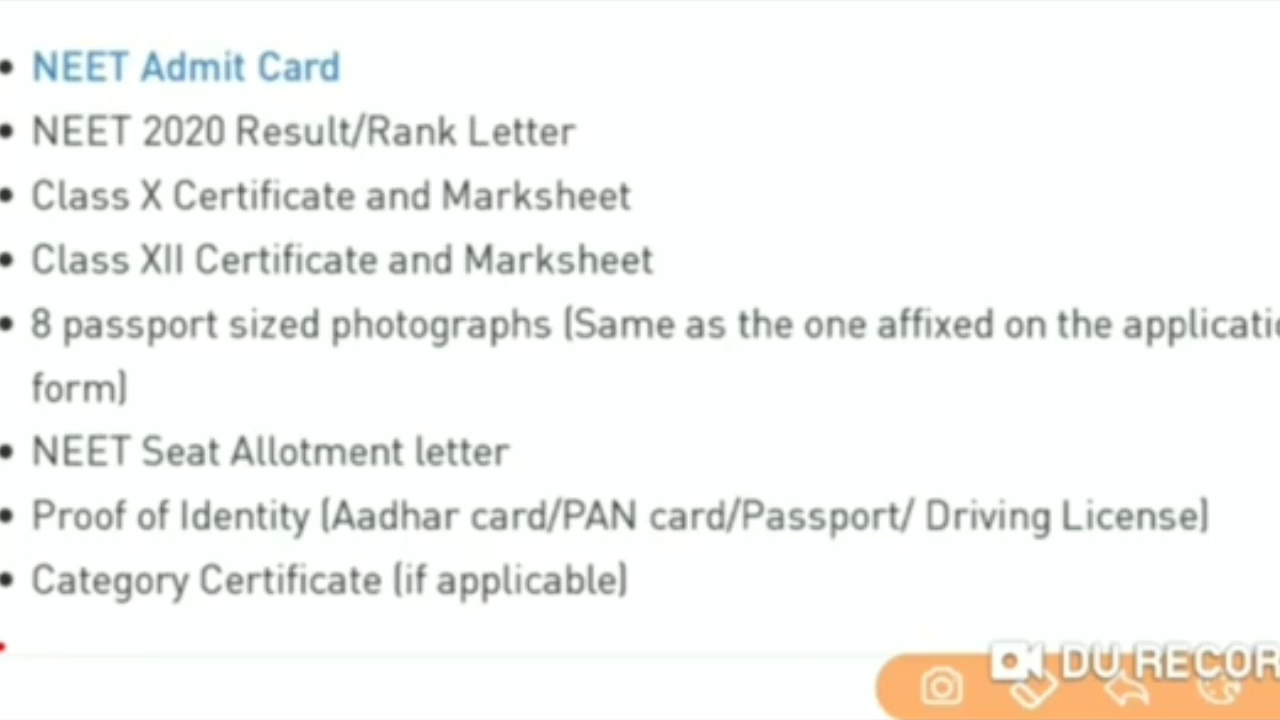 • NEET Admit Card
• NEET 2020 Result/Rank Letter
• Class X Certificate and Marksheet
• Class XII Certificate and Marksheet
• 8 passport sized photographs (Same as the one affixed on the applicatio
form)
• NEET Seat Allotment letter
• Proof of Identity (Aadhar card/PAN card/Passport/ Driving License)
• Category Certificate (if applicable)
DU RECOR